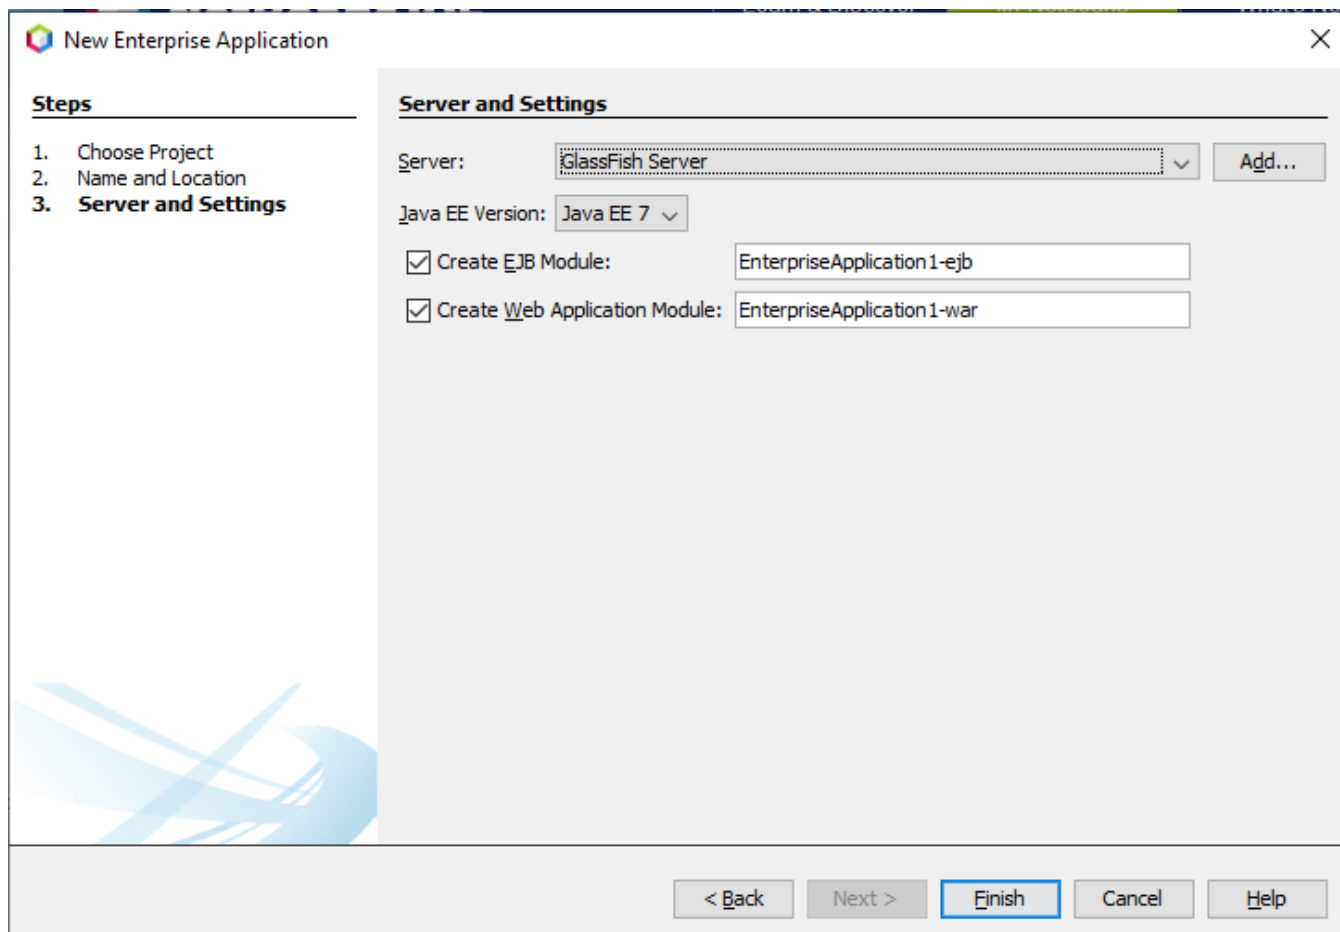 New Enterprise Application
Steps
1. Choose Project
2. Name and Location
3. Server and Settings
Server and Settings
Server: GlassFish Server Add...
Java EE Version: Java EE 7
Create EJB Module: EnterpriseApplication1-ejb
Create Web Application Module: EnterpriseApplication1-war
< Back Next > Finish Cancel Help